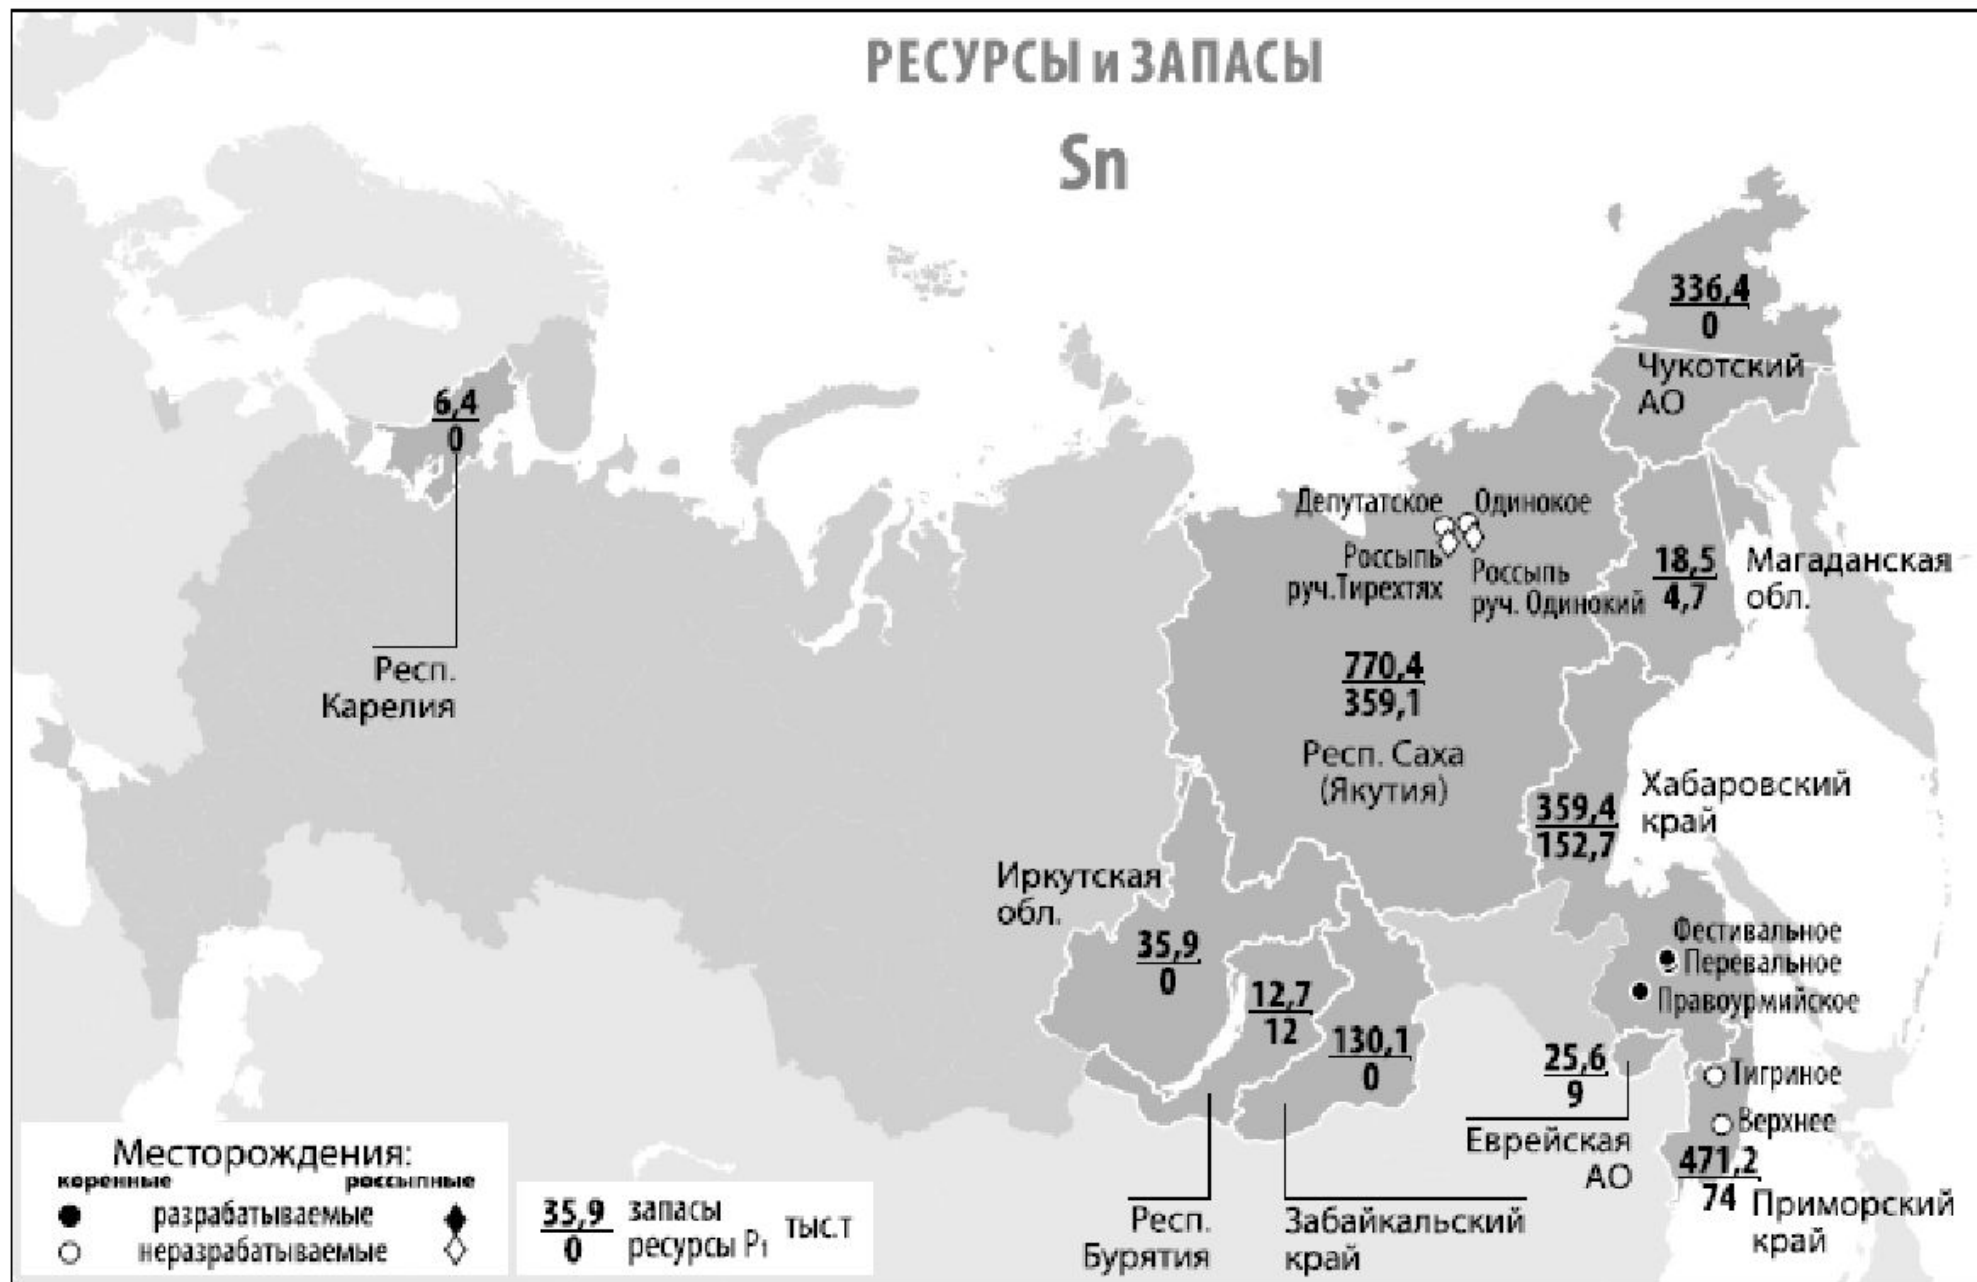 РЕСУРСЫ и ЗАПАСЫ
Sn
336,4
0
Чукотский
АО
6,4
0
Респ.
Карелия
Депутатское
Одинокое
Россыпь
руч.Тирехтях
Россыпь
руч. Одинокий
18,5
4,7
Магаданская
обл.
770,4
359,1
Респ. Саха
(Якутия)
359,4
152,7
Хабаровский
край
Иркутская
обл.
35,9
0
12,7
12
130,1
0
Фестивальное
Перевальное
Правоурмийское
25,6
9
Еврейская
АО
Тигриное
Верхнее
471,2
74
Приморский
край
Респ.
Бурятия
Забайкальский
край
Месторождения:
коренные россыпные
разрабатываемые
неразрабатываемые
35,9 запасы
0 ресурсы P₁
тыс.т